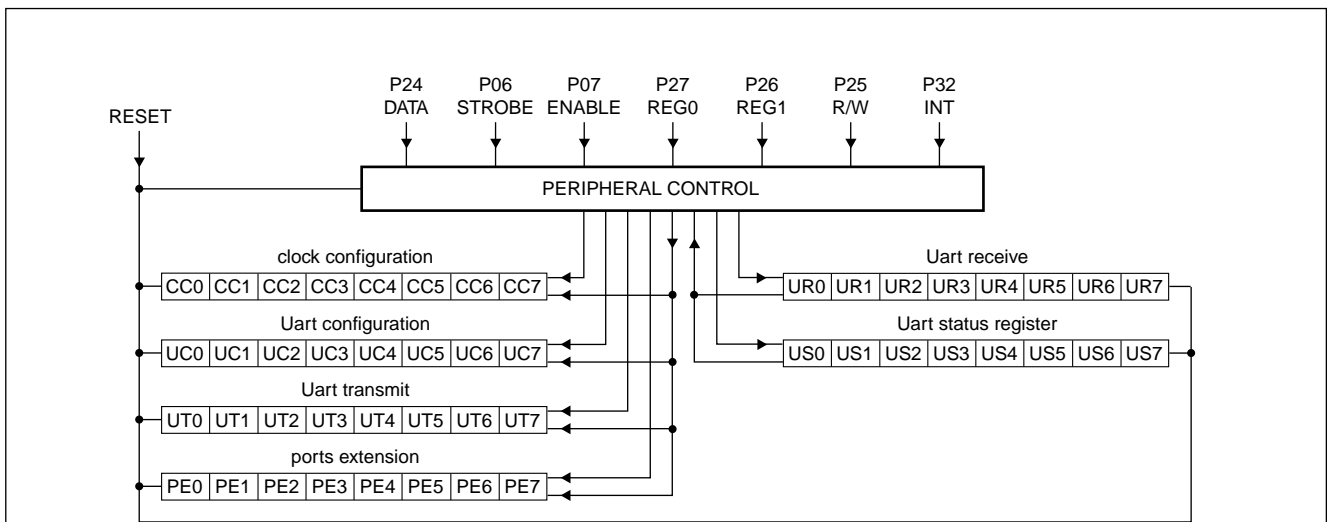 P24 P06 P07 P27 P26 P25 P32
DATA STROBE ENABLE REG0 REG1 R/W INT
RESET
PERIPHERAL CONTROL
clock configuration
CC0 CC1 CC2 CC3 CC4 CC5 CC6 CC7
Uart receive
UR0 UR1 UR2 UR3 UR4 UR5 UR6 UR7
Uart configuration
UC0 UC1 UC2 UC3 UC4 UC5 UC6 UC7
Uart status register
US0 US1 US2 US3 US4 US5 US6 US7
Uart transmit
UT0 UT1 UT2 UT3 UT4 UT5 UT6 UT7
ports extension
PE0 PE1 PE2 PE3 PE4 PE5 PE6 PE7